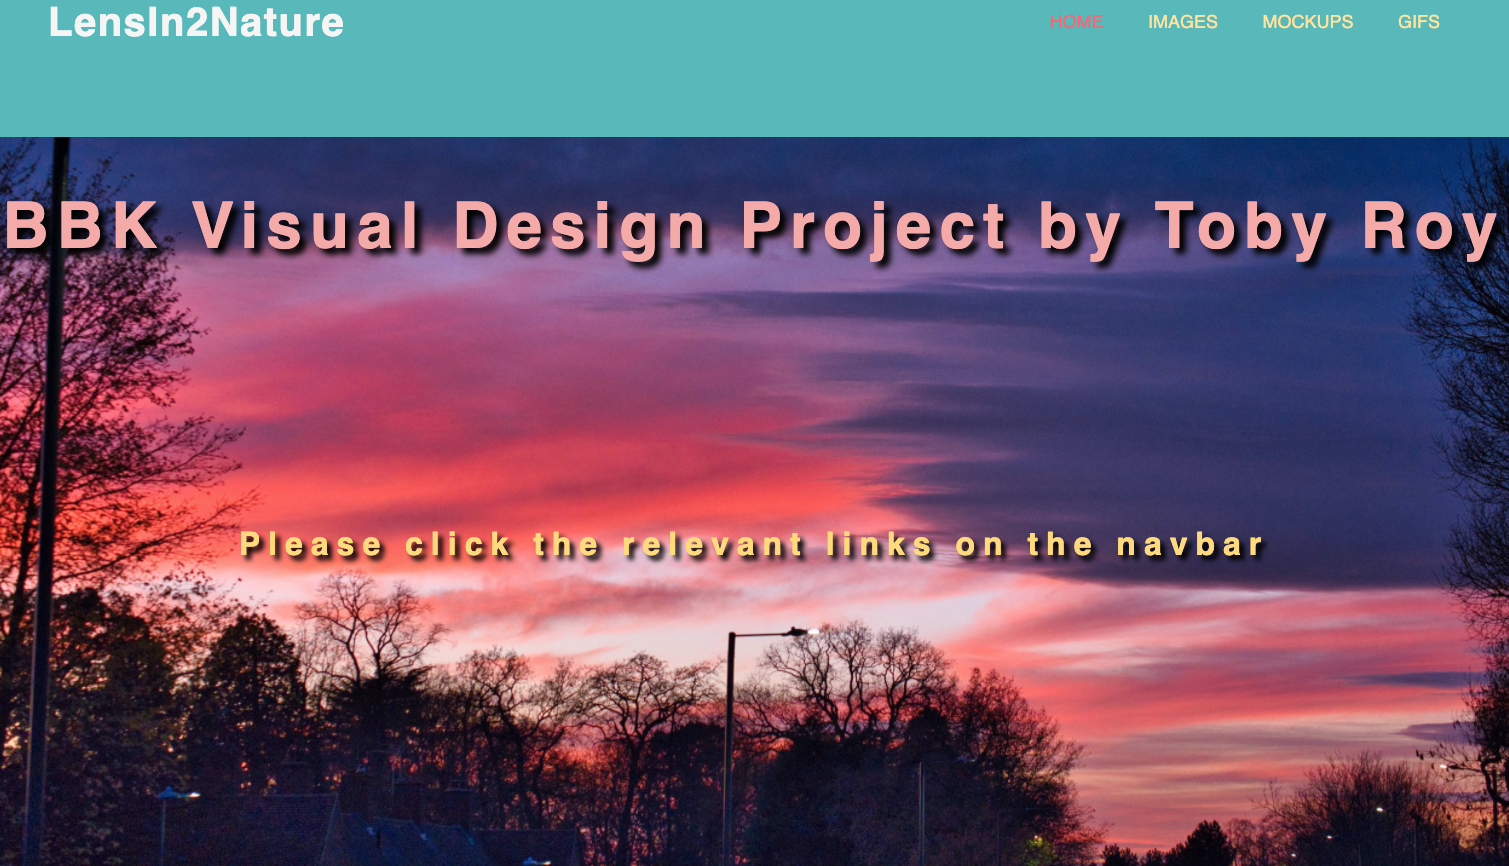 LensIn2Nature
HOME IMAGES MOCKUPS GIFS
BBK Visual Design Project by Toby Roy
Please click the relevant links on the navbar